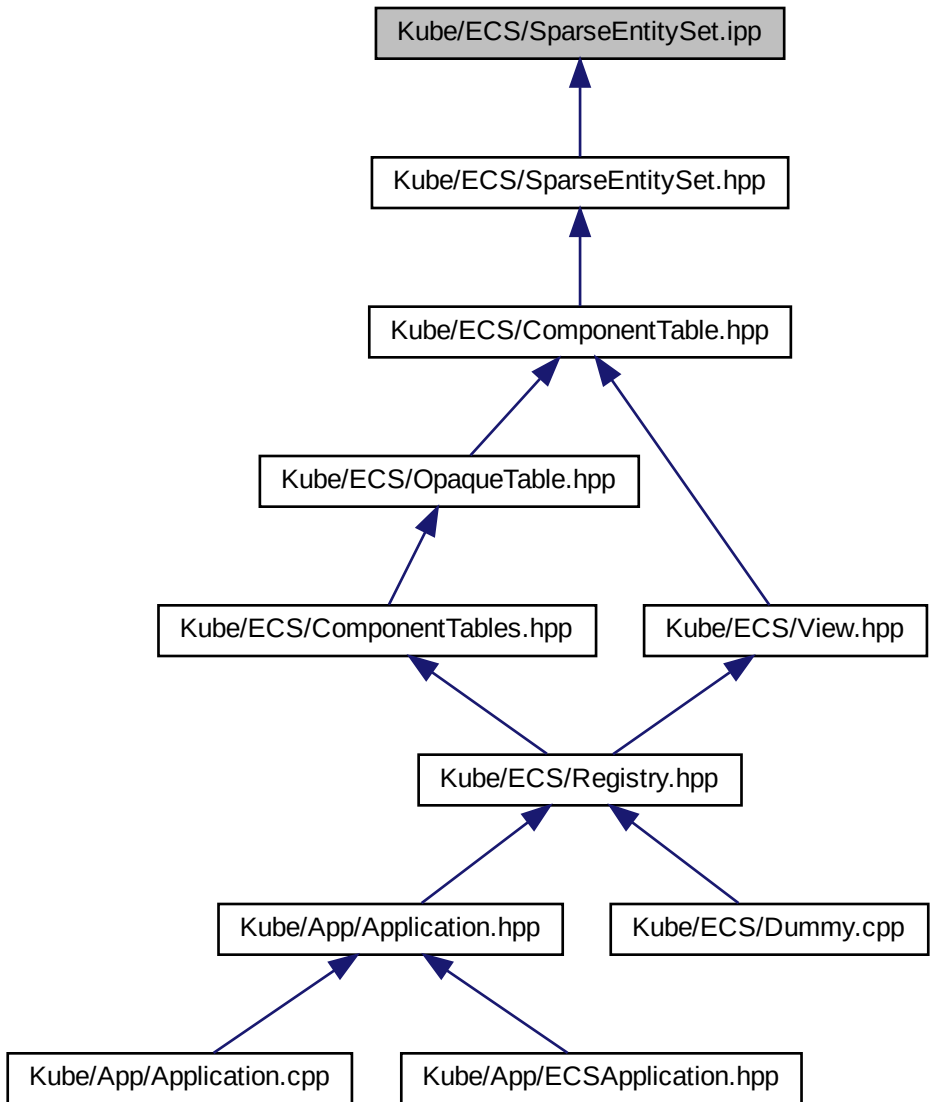 Kube/ECS/SparseEntitySet.ipp
Kube/ECS/SparseEntitySet.hpp
Kube/ECS/ComponentTable.hpp
Kube/ECS/OpaqueTable.hpp
Kube/ECS/ComponentTables.hpp
Kube/ECS/View.hpp
Kube/ECS/Registry.hpp
Kube/App/Application.hpp
Kube/ECS/Dummy.cpp
Kube/App/Application.cpp
Kube/App/ECSApplication.hpp